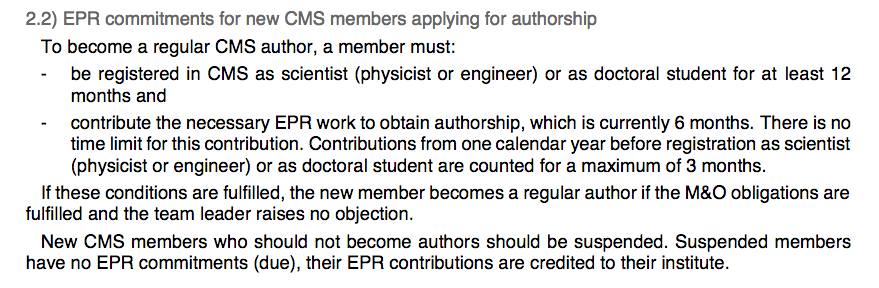 2.2) EPR commitments for new CMS members applying for authorship
To become a regular CMS author, a member must:
- be registered in CMS as scientist (physicist or engineer) or as doctoral student for at least 12
months and
- contribute the necessary EPR work to obtain authorship, which is currently 6 months. There is no
time limit for this contribution. Contributions from one calendar year before registration as scientist
(physicist or engineer) or as doctoral student are counted for a maximum of 3 months.
If these conditions are fulfilled, the new member becomes a regular author if the M&O obligations are
fulfilled and the team leader raises no objection.
New CMS members who should not become authors should be suspended. Suspended members
have no EPR commitments (due), their EPR contributions are credited to their institute.